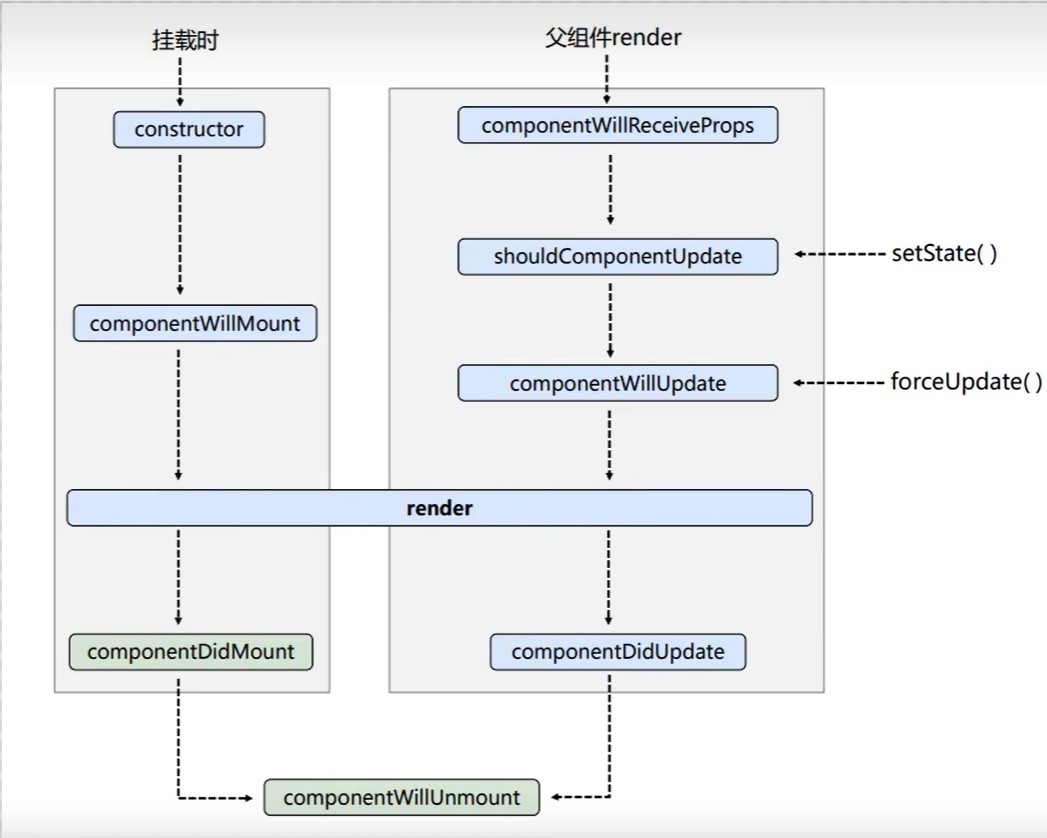 挂载时
constructor
componentWillMount
父组件render
componentWillReceiveProps
shouldComponentUpdate
setState( )
componentWillUpdate
forceUpdate( )
render
componentDidMount
componentDidUpdate
componentWillUnmount